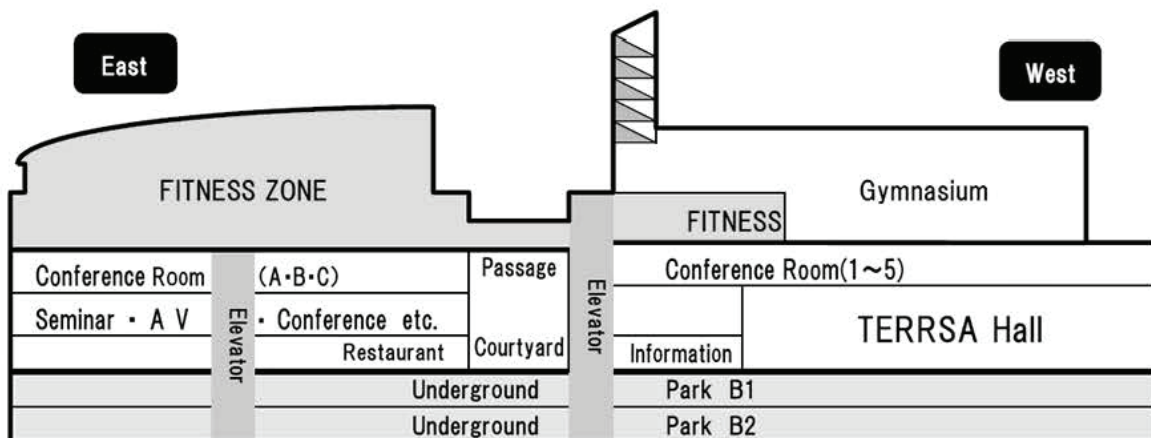 East
West
FITNESS ZONE
Gymnasium
FITNESS
Conference Room (A・B・C)
Passage
Conference Room(1～5)
Seminar ・ A V ・ Conference etc.
Elevator
Elevator
TERRSA Hall
Restaurant
Courtyard
Information
Underground Park B1
Underground Park B2